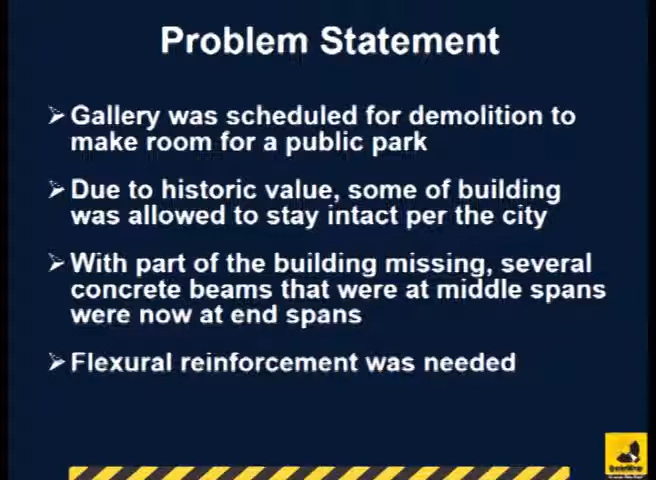 Problem Statement
Gallery was scheduled for demolition to
make room for a public park
Due to historic value, some of building
was allowed to stay intact per the city
With part of the building missing, several
concrete beams that were at middle spans
were now at end spans
Flexural reinforcement was needed